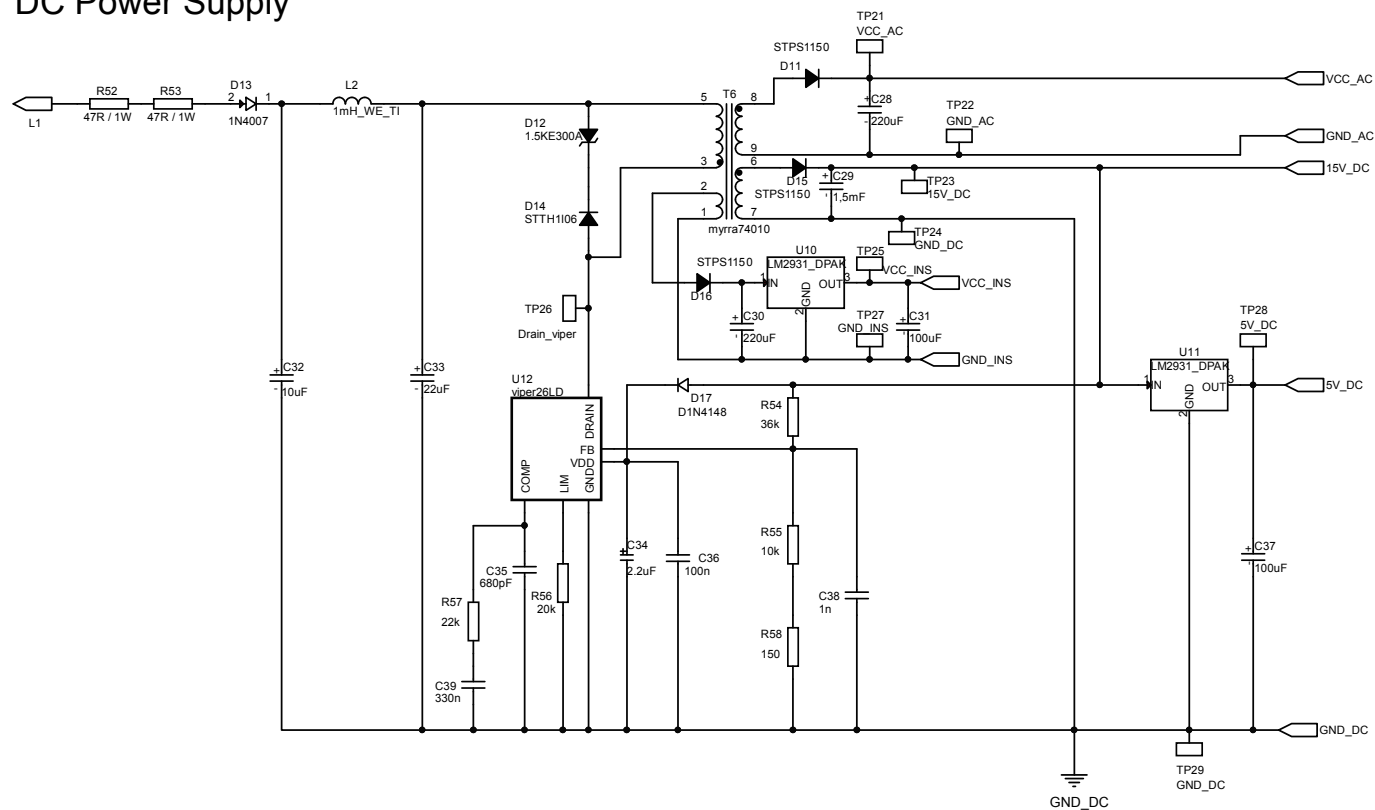 DC Power Supply
TP21
VCC_AC
STPS1150
D11
VCC_AC
C28
220uF
TP22
GND_AC
GND_AC
L1
R52
47R / 1W
R53
47R / 1W
D13
2 1
1N4007
L2
1mH_WE_TI
D12
1.5KE300A
D14
STTH1l06
T6
5
3
2
1
8
9
6
7
myrra74010
D15
STPS1150
C29
1,5mF
TP23
15V_DC
15V_DC
TP24
GND_DC
STPS1150
D16
U10
LM2931_DPAK
1
IN
OUT
3
GND
2
TP25
VCC_INS
VCC_INS
C30
220uF
TP27
GND_INS
C31
100uF
GND_INS
TP26
Drain_viper
C32
10uF
C33
22uF
U12
viper26LD
DRAIN
FB
VDD
GND
COMP
LIM
D17
D1N4148
R54
36k
U11
LM2931_DPAK
1
IN
OUT
3
GND
2
TP28
5V_DC
5V_DC
C34
2.2uF
C36
100n
R55
10k
C35
680pF
R56
20k
R57
22k
C38
1n
R58
150
C39
330n
C37
100uF
GND_DC
TP29
GND_DC
GND_DC